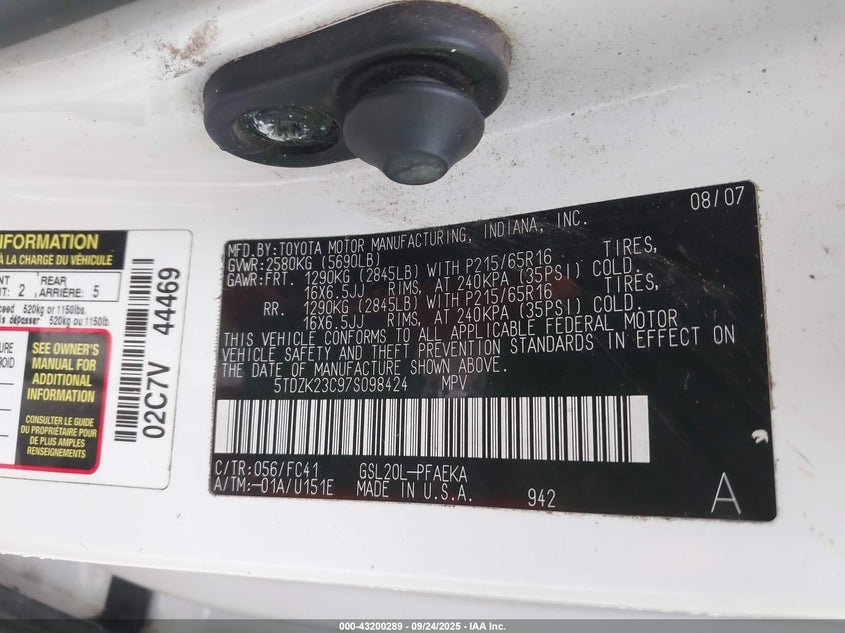 08/07
MFD.BY:TOYOTA MOTOR MANUFACTURING, INDIANA, INC.
GVWR:2580KG (5690LB)
GAWR:FRT. 1290KG (2845LB) WITH P215/65R16 TIRES,
16X6.5JJ RIMS, AT 240KPA (35PSI) COLD.
RR. 1290KG (2845LB) WITH P215/65R16 TIRES,
16X6.5JJ RIMS, AT 240KPA (35PSI) COLD.
THIS VEHICLE CONFORMS TO ALL APPLICABLE FEDERAL MOTOR
VEHICLE SAFETY AND THEFT PREVENTION STANDARDS IN EFFECT ON
THE DATE OF MANUFACTURE SHOWN ABOVE.
5TDZK23C97S098424 MPV
C/TR:056/FC41 GSL20L-PFAEKA
A/TM:-01A/U151E MADE IN U.S.A. 942
A
INFORMATION
À LA CHARGE DU VÉHICULE
2
REAR
ARRIÈRE: 5
520kg or 1150lbs.
dépasser 520kg ou 1150lb.
SEE OWNER'S
MANUAL FOR
ADDITIONAL
INFORMATION
CONSULTER LE
GUIDE DU
PROPRIÉTAIRE POUR
DE PLUS AMPLES
RENSEIGNEMENTS
02C7V 44469
000-43200289 - 09/24/2025 - IAA Inc.